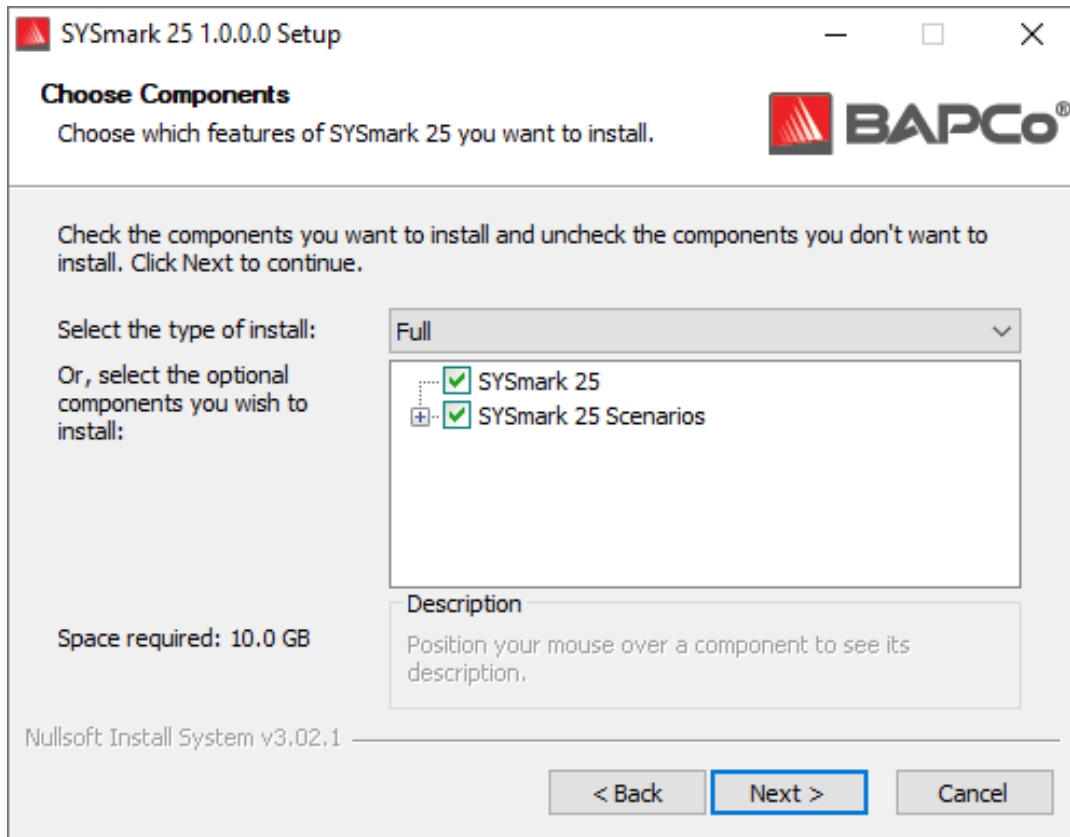 SYSmark 25 1.0.0.0 Setup
Choose Components
Choose which features of SYSmark 25 you want to install.
BAPCo®
Check the components you want to install and uncheck the components you don't want to
install. Click Next to continue.
Select the type of install:
Full
Or, select the optional
components you wish to
install:
SYSmark 25
SYSmark 25 Scenarios
Space required: 10.0 GB
Description
Position your mouse over a component to see its
description.
Nullsoft Install System v3.02.1
< Back
Next >
Cancel